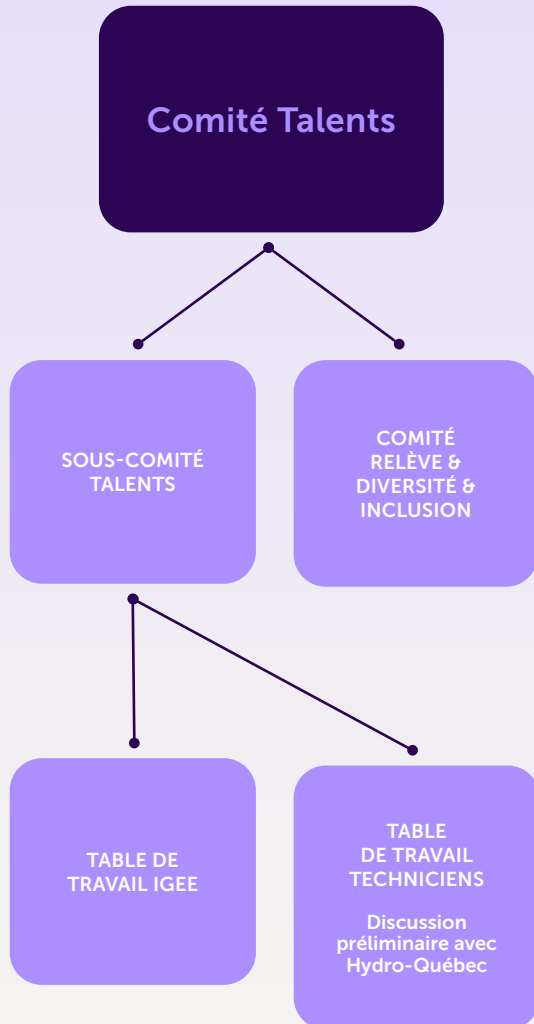 Comité Talents
SOUS-COMITÉ
TALENTS
COMITÉ
RELÈVE &
DIVERSITÉ &
INCLUSION
TABLE DE
TRAVAIL IGEE
TABLE
DE TRAVAIL
TECHNICIENS
Discussion
préliminaire avec
Hydro-Québec